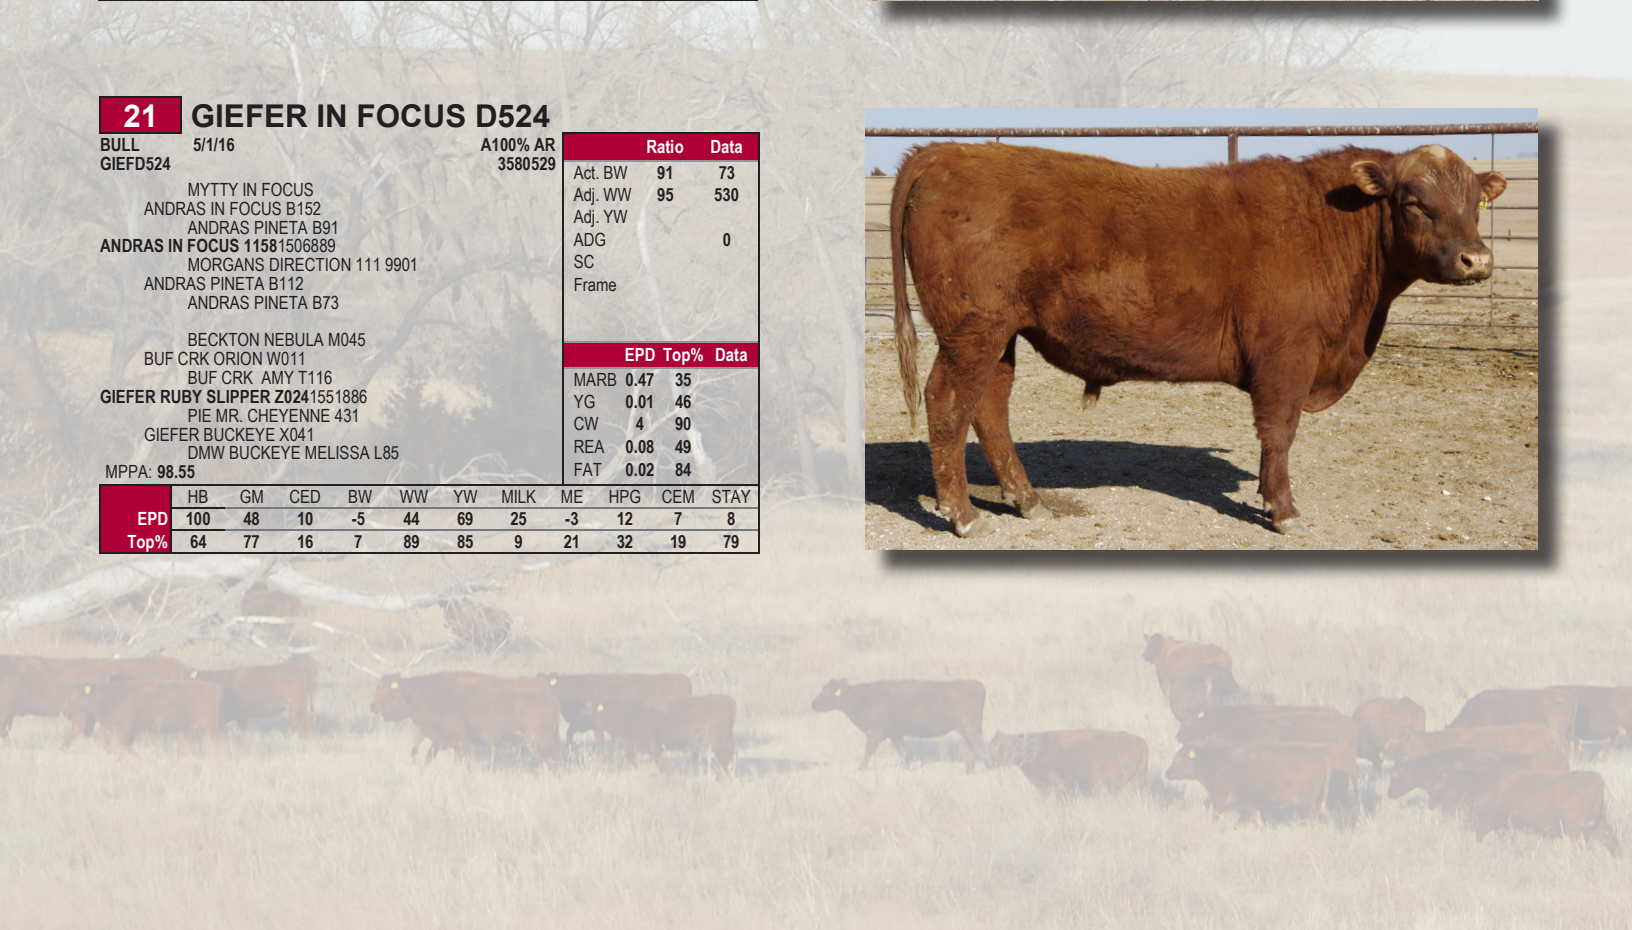 21 GIEFER IN FOCUS D524
BULL 5/1/16 A100% AR
GIEFD524 3580529
MYTTY IN FOCUS
ANDRAS IN FOCUS B152
ANDRAS PINETA B91
ANDRAS IN FOCUS 11581506889
MORGANS DIRECTION 111 9901
ANDRAS PINETA B112
ANDRAS PINETA B73
BECKTON NEBULA M045
BUF CRK ORION W011
BUF CRK AMY T116
GIEFER RUBY SLIPPER Z0241551886
PIE MR. CHEYENNE 431
GIEFER BUCKEYE X041
DMW BUCKEYE MELISSA L85
MPPA: 98.55
Ratio Data
Act. BW 91 73
Adj. WW 95 530
Adj. YW
ADG 0
SC
Frame
EPD Top% Data
MARB 0.47 35
YG 0.01 46
CW 4 90
REA 0.08 49
FAT 0.02 84
HB GM CED BW WW YW MILK ME HPG CEM STAY
EPD 100 48 10 -5 44 69 25 -3 12 7 8
Top% 64 77 16 7 89 85 9 21 32 19 79